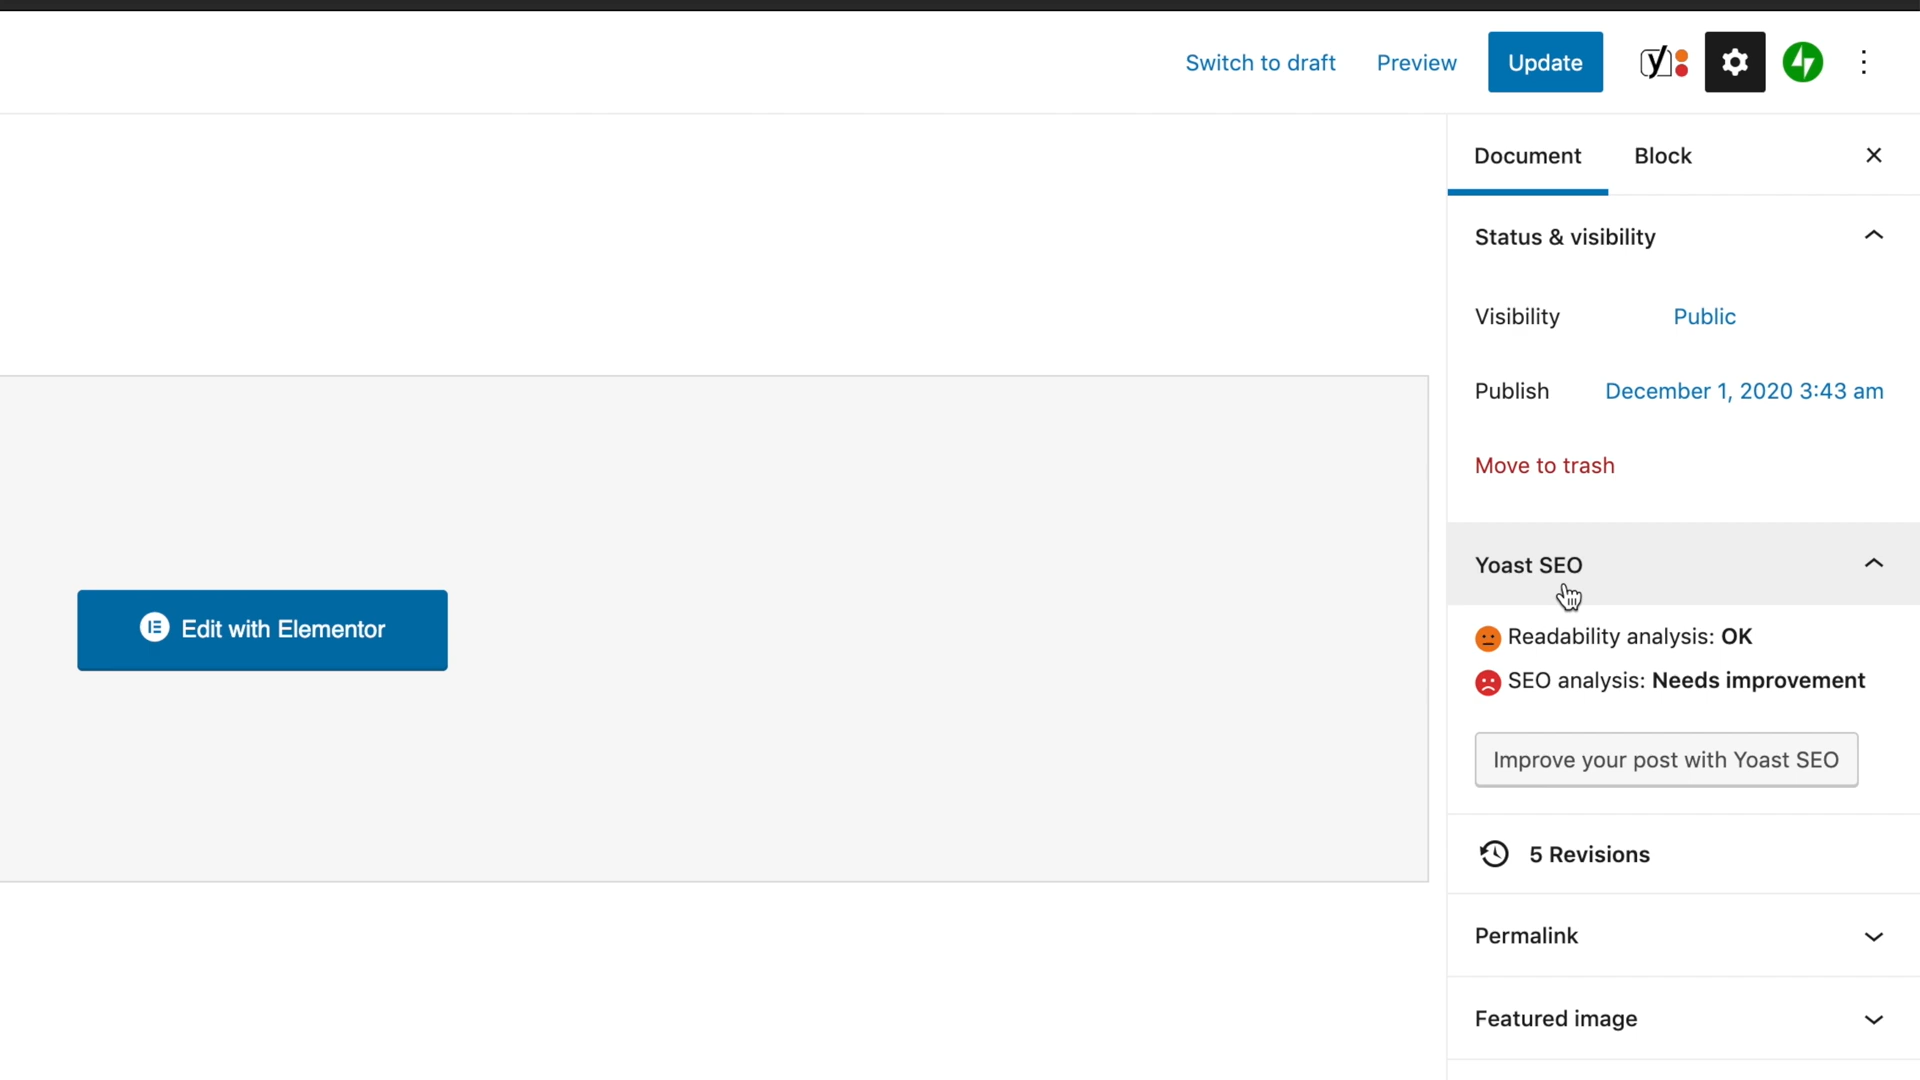 Switch to draft
Preview
Update
Document
Block
Status & visibility
Visibility
Public
Publish
December 1, 2020 3:43 am
Move to trash
Yoast SEO
Edit with Elementor
Readability analysis: OK
SEO analysis: Needs improvement
Improve your post with Yoast SEO
5 Revisions
Permalink
Featured image